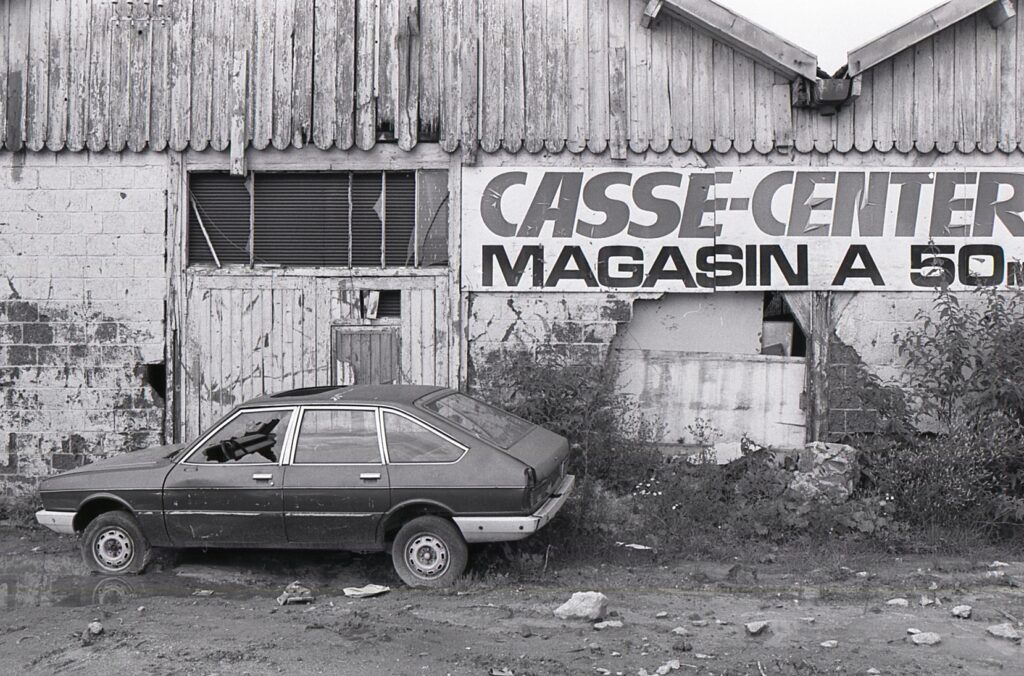 CASSE-CENTER
MAGASIN A 50m